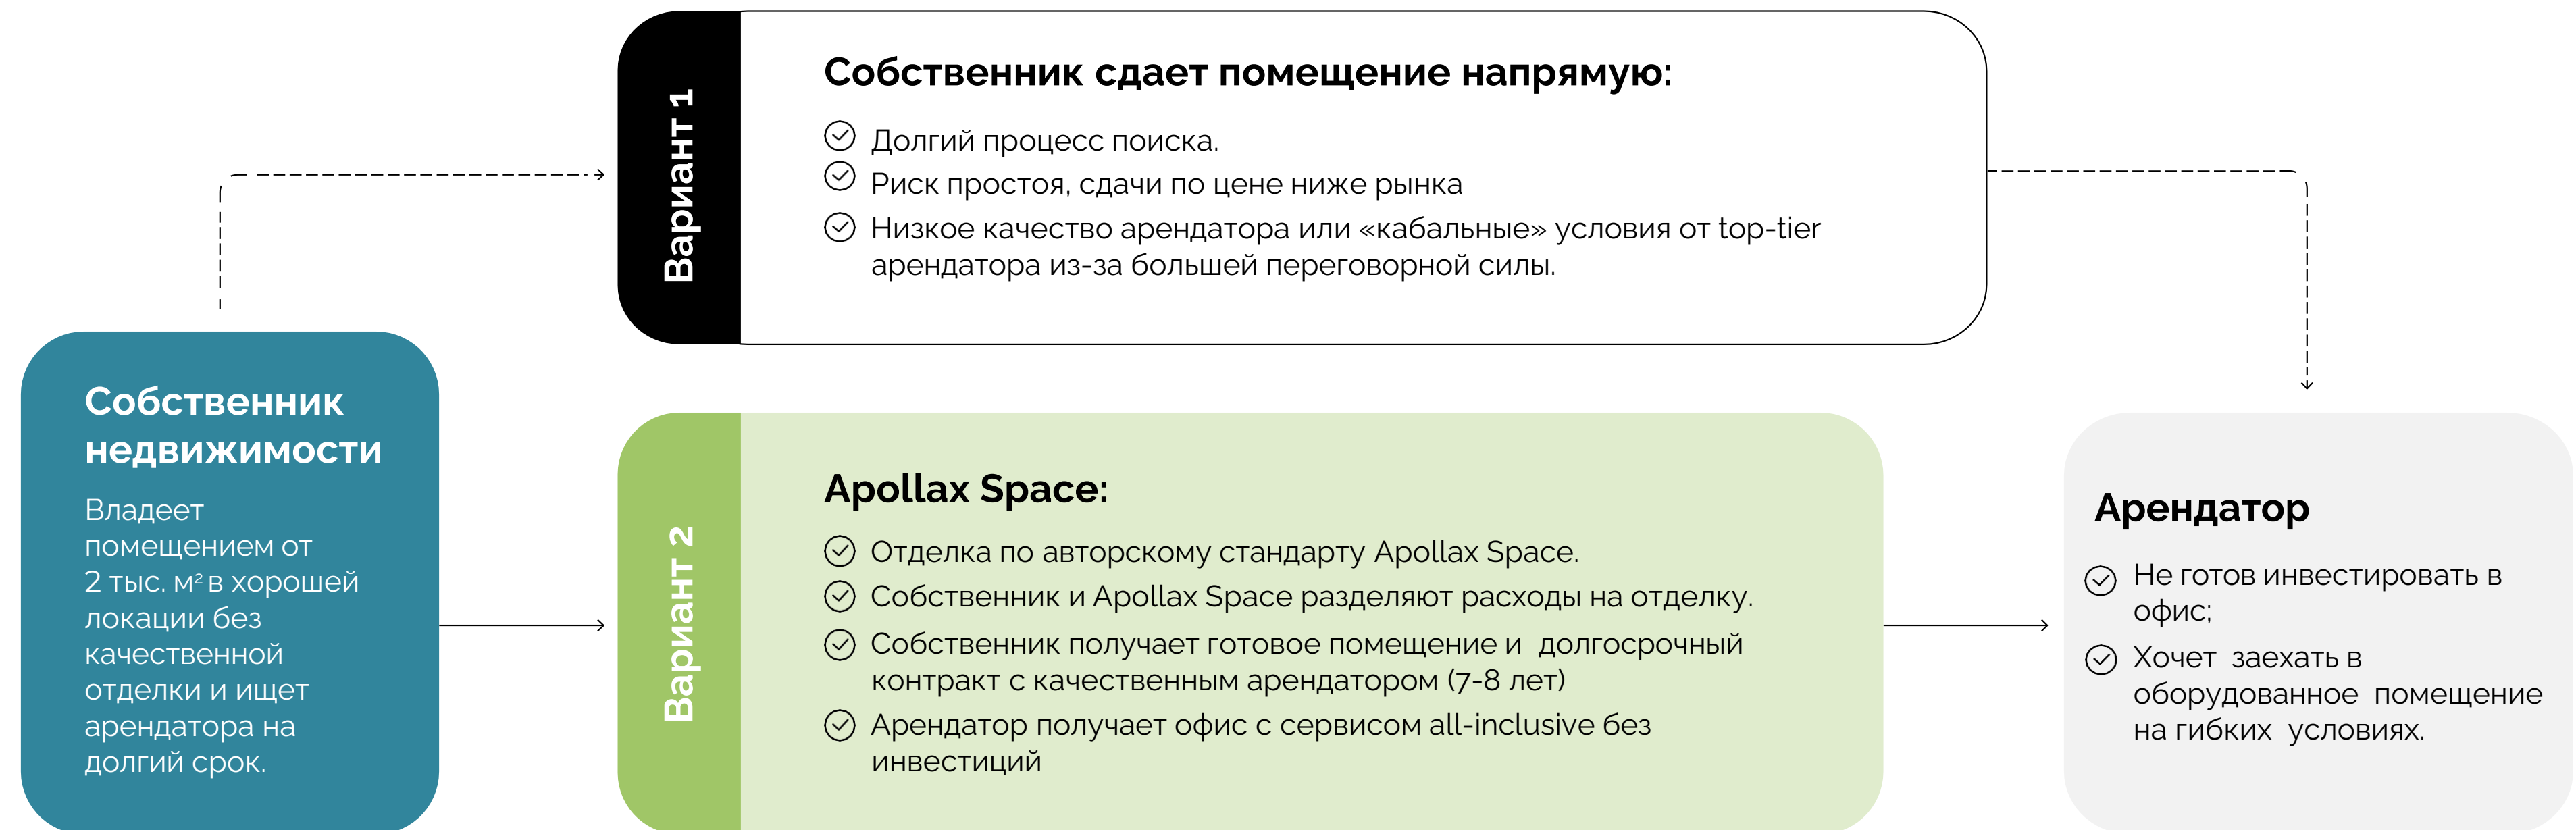 Вариант 1
Собственник сдает помещение напрямую:
Долгий процесс поиска.
Риск простоя, сдачи по цене ниже рынка
Низкое качество арендатора или «кабальные» условия от top-tier
арендатора из-за большей переговорной силы.
Собственник
недвижимости
Владеет
помещением от
2 тыс. м² в хорошей
локации без
качественной
отделки и ищет
арендатора на
долгий срок.
Вариант 2
Apollax Space:
Отделка по авторскому стандарту Apollax Space.
Собственник и Apollax Space разделяют расходы на отделку.
Собственник получает готовое помещение и долгосрочный
контракт с качественным арендатором (7-8 лет)
Арендатор получает офис с сервисом all-inclusive без
инвестиций
Арендатор
Не готов инвестировать в
офис;
Хочет заехать в
оборудованное помещение
на гибких условиях.